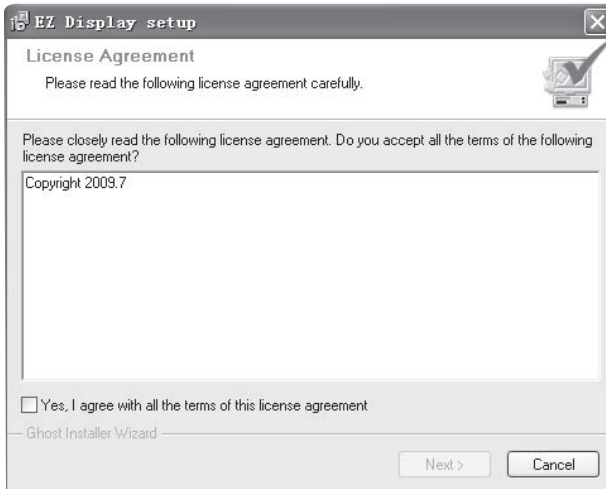 EZ Display setup
License Agreement
Please read the following license agreement carefully.
Please closely read the following license agreement. Do you accept all the terms of the following
license agreement?
Copyright 2009.7
Yes, I agree with all the terms of this license agreement
Ghost Installer Wizard
Next >
Cancel